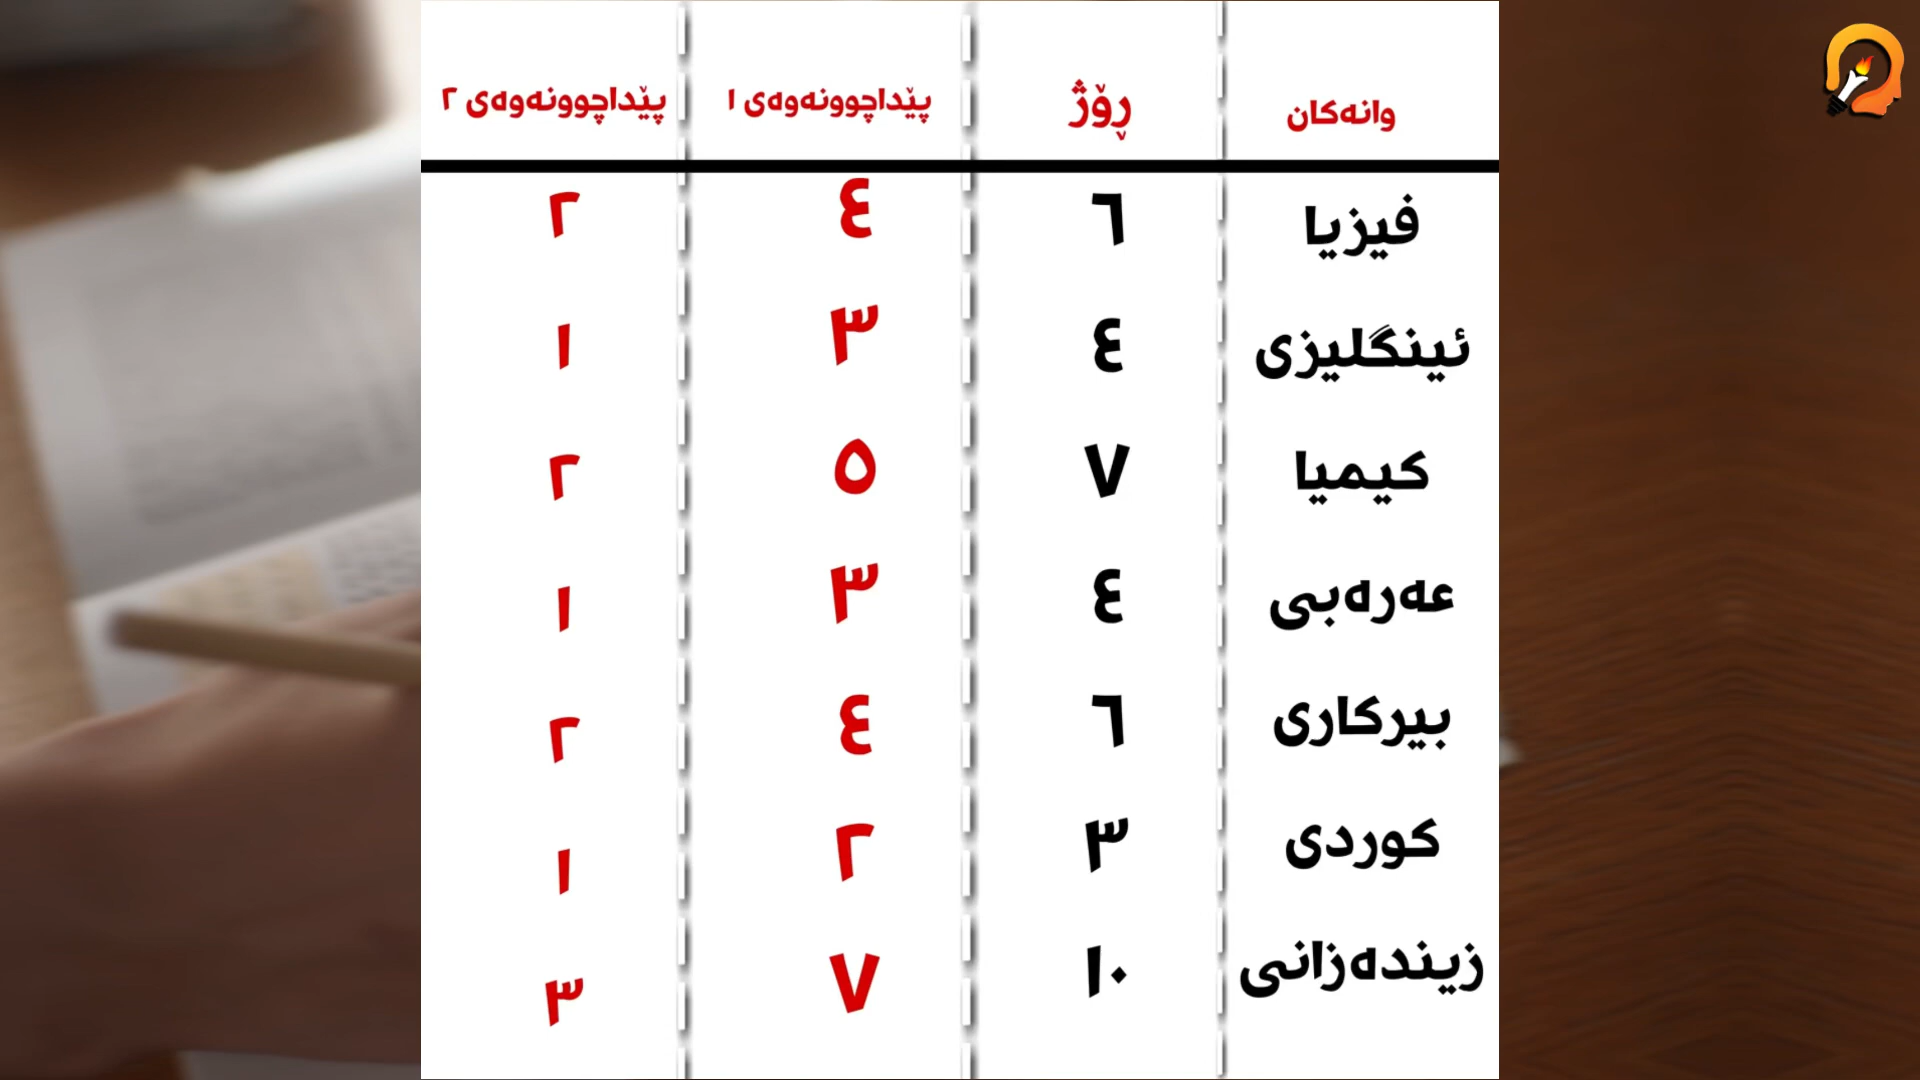 وانەکان ڕۆژ پێداچوونەوەی ١ پێداچوونەوەی ٢
فیزیا ٦ ٤ ٢
ئینگلیزی ٤ ٣ ١
کیمیا ٧ ٥ ٢
عەرەبی ٤ ٣ ١
بیرکاری ٦ ٤ ٢
کوردی ٣ ٢ ١
زیندەزانی ١٠ ٧ ٣